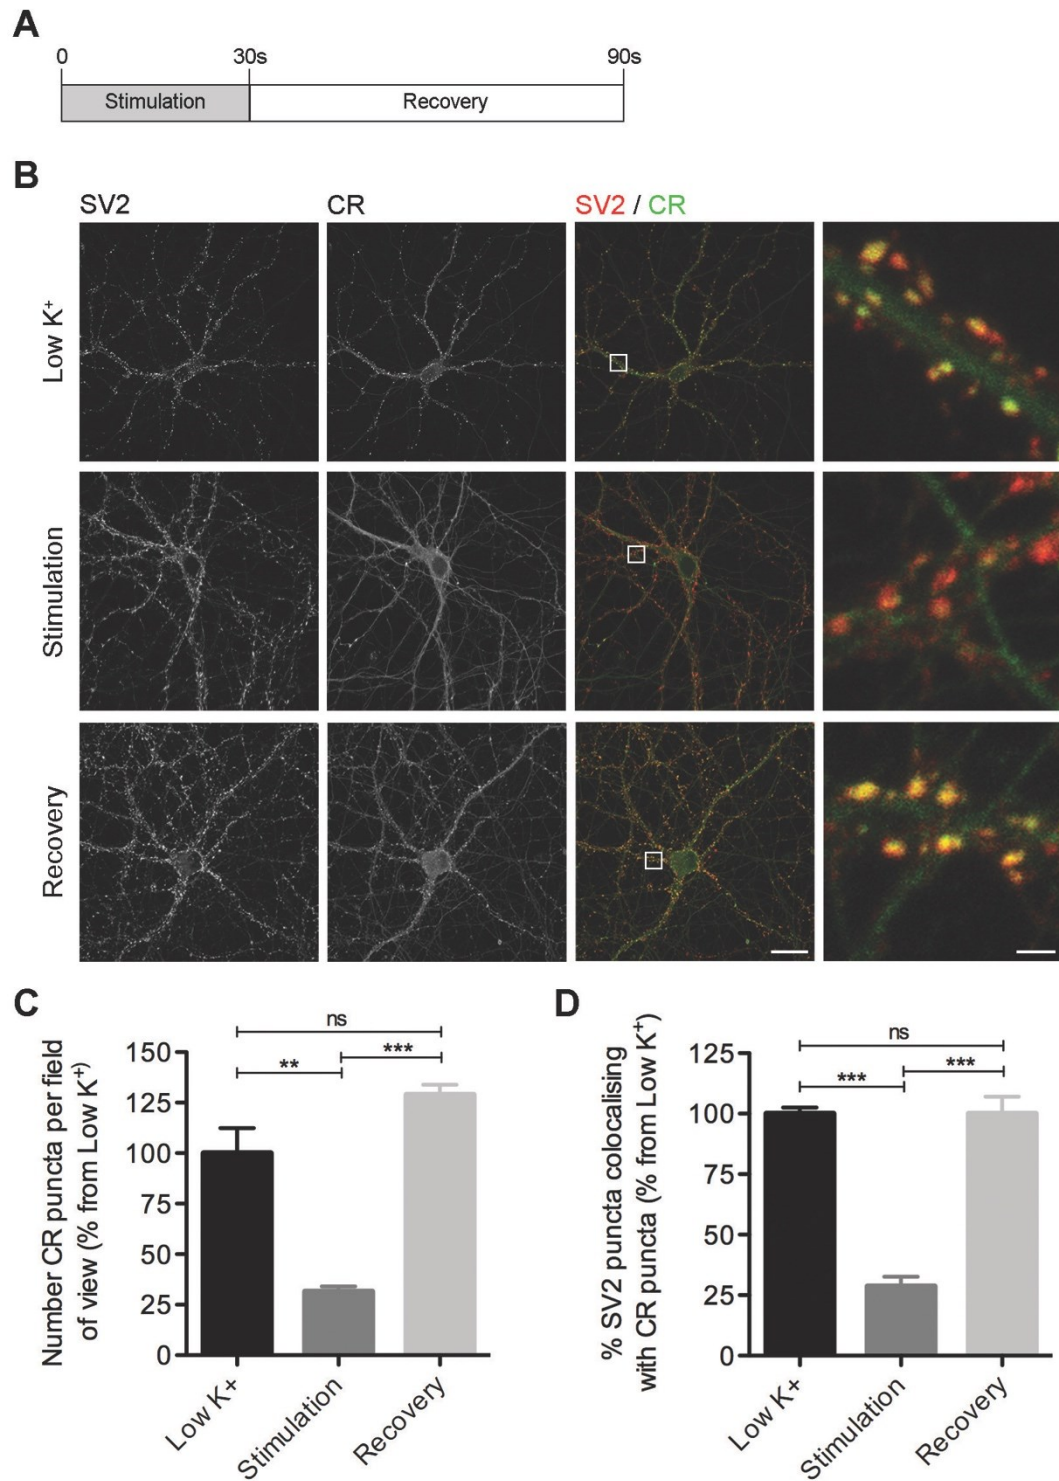 A
0 30s 90s
Stimulation Recovery
B
SV2 CR SV2 / CR
Low K⁺
Stimulation
Recovery
C
Number CR puncta per field
of view (% from Low K⁺)
ns
** ***
150
125
100
75
50
25
0
Low K+
Stimulation
Recovery
D
% SV2 puncta colocalising
with CR puncta (% from Low K⁺)
ns
*** ***
125
100
75
50
25
0
Low K+
Stimulation
Recovery